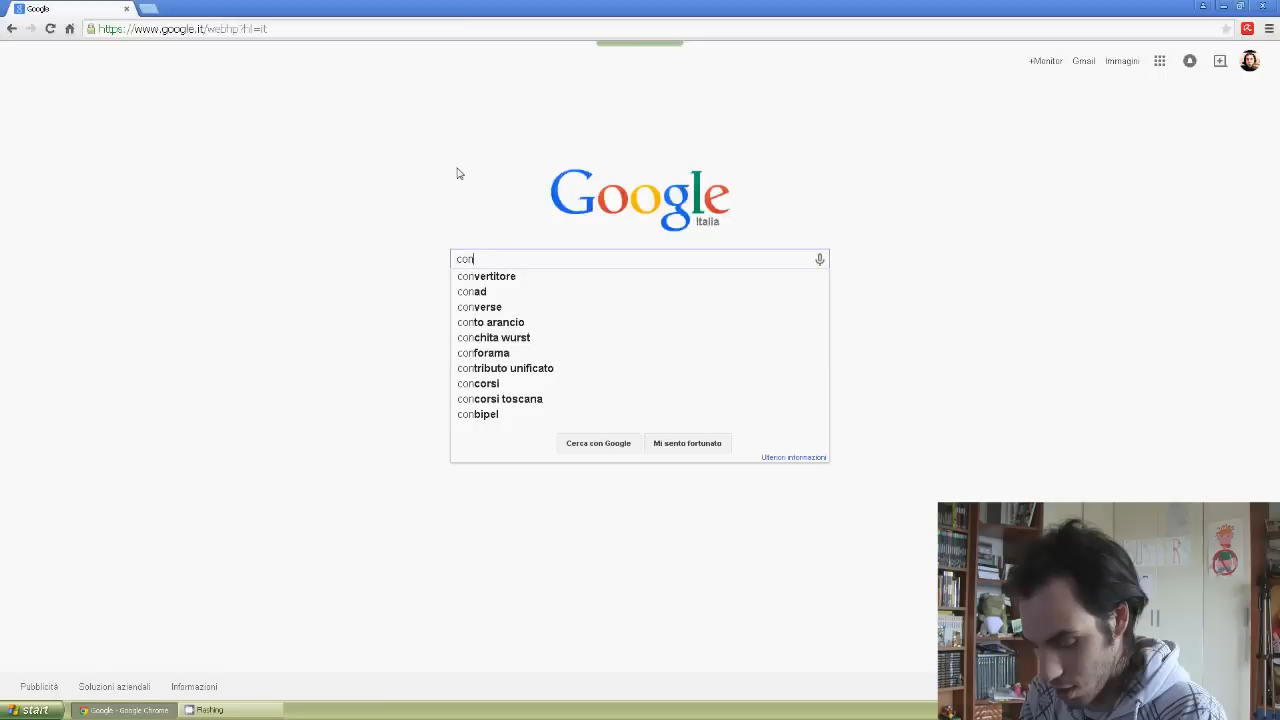 Google
https://www.google.it/webhp?hl=it
+Monitor Gmail Immagini
Google
Italia
con
convertitore
conad
converse
conto arancio
conchita wurst
conforama
contributo unificato
concorsi
concorsi toscana
conbipel
Cerca con Google Mi sento fortunato
Ulteriori informazioni
Pubblicità Soluzioni aziendali Informazioni
start Google - Google Chrome Flashing